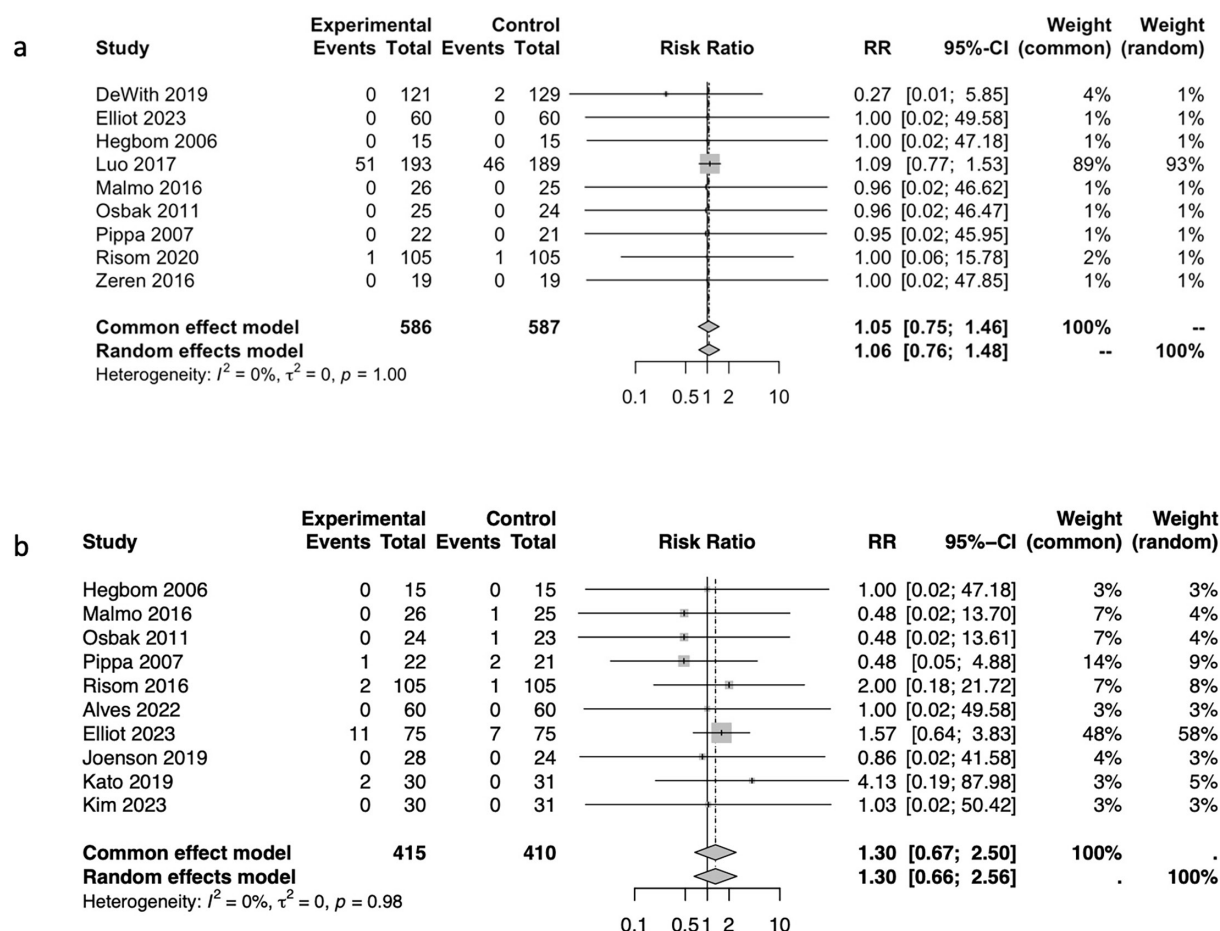 a
Experimental Control Weight Weight
Study Events Total Events Total Risk Ratio RR 95%-CI (common) (random)
DeWith 2019 0 121 2 129 0.27 [0.01; 5.85] 4% 1%
Elliot 2023 0 60 0 60 1.00 [0.02; 49.58] 1% 1%
Hegbom 2006 0 15 0 15 1.00 [0.02; 47.18] 1% 1%
Luo 2017 51 193 46 189 1.09 [0.77; 1.53] 89% 93%
Malmo 2016 0 26 0 25 0.96 [0.02; 46.62] 1% 1%
Osbak 2011 0 25 0 24 0.96 [0.02; 46.47] 1% 1%
Pippa 2007 0 22 0 21 0.95 [0.02; 45.95] 1% 1%
Risom 2020 1 105 1 105 1.00 [0.06; 15.78] 2% 1%
Zeren 2016 0 19 0 19 1.00 [0.02; 47.85] 1% 1%
Common effect model 586 587 1.05 [0.75; 1.46] 100% --
Random effects model 1.06 [0.76; 1.48] -- 100%
Heterogeneity: I² = 0%, τ² = 0, p = 1.00
0.1 0.5 1 2 10
b
Experimental Control Weight Weight
Study Events Total Events Total Risk Ratio RR 95%–CI (common) (random)
Hegbom 2006 0 15 0 15 1.00 [0.02; 47.18] 3% 3%
Malmo 2016 0 26 1 25 0.48 [0.02; 13.70] 7% 4%
Osbak 2011 0 24 1 23 0.48 [0.02; 13.61] 7% 4%
Pippa 2007 1 22 2 21 0.48 [0.05; 4.88] 14% 9%
Risom 2016 2 105 1 105 2.00 [0.18; 21.72] 7% 8%
Alves 2022 0 60 0 60 1.00 [0.02; 49.58] 3% 3%
Elliot 2023 11 75 7 75 1.57 [0.64; 3.83] 48% 58%
Joenson 2019 0 28 0 24 0.86 [0.02; 41.58] 4% 3%
Kato 2019 2 30 0 31 4.13 [0.19; 87.98] 3% 5%
Kim 2023 0 30 0 31 1.03 [0.02; 50.42] 3% 3%
Common effect model 415 410 1.30 [0.67; 2.50] 100% .
Random effects model 1.30 [0.66; 2.56] . 100%
Heterogeneity: I² = 0%, τ² = 0, p = 0.98
0.1 0.5 1 2 10